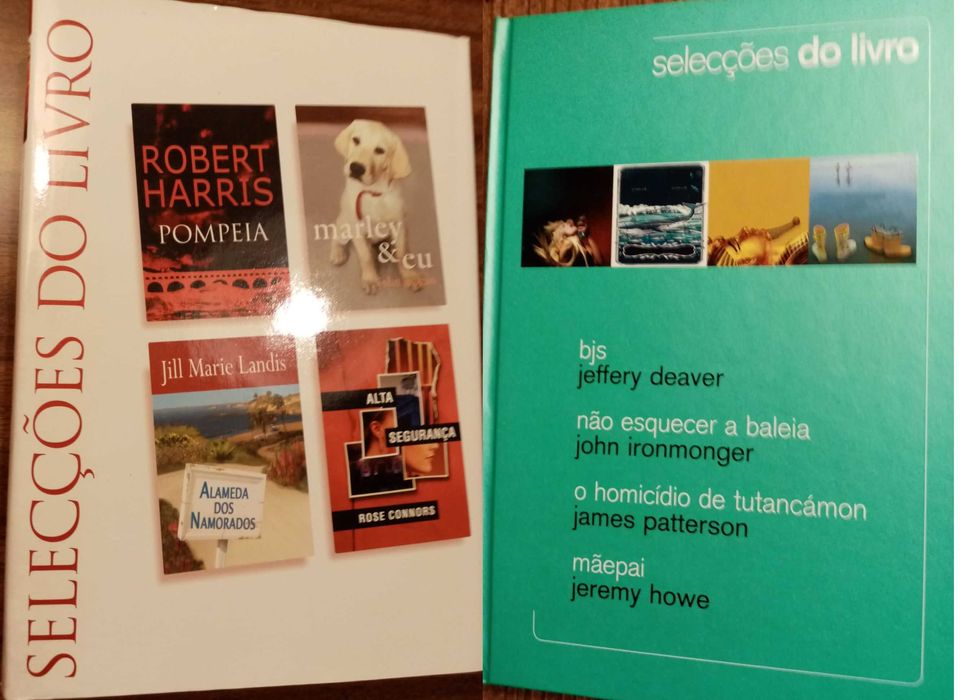 SELECÇÕES DO LIVRO
ROBERT
HARRIS
POMPEIA
marley
& eu
Jill Marie Landis
ALAMEDA
DOS
NAMORADOS
ALTA
SEGURANÇA
ROSE CONNORS
selecções do livro
bjs
jeffery deaver
não esquecer a baleia
john ironmonger
o homicídio de tutancámon
james patterson
mãepai
jeremy howe